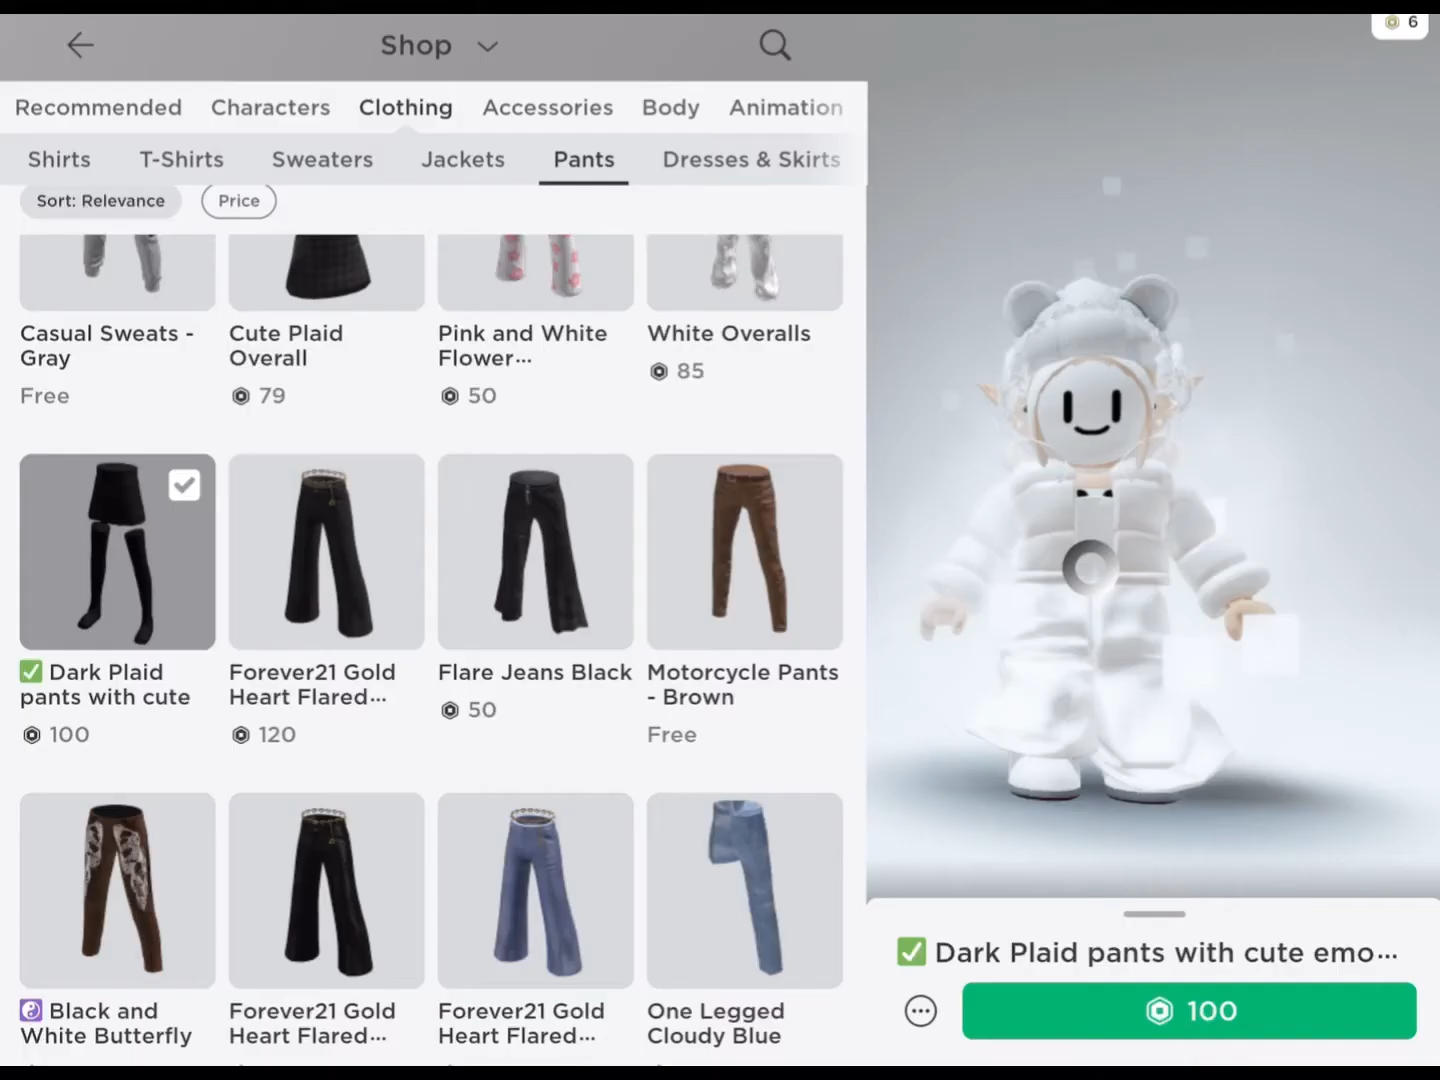 Shop
6
Recommended Characters Clothing Accessories Body Animation
Shirts T-Shirts Sweaters Jackets Pants Dresses & Skirts
Sort: Relevance Price
Casual Sweats -
Gray
Free
Cute Plaid
Overall
79
Pink and White
Flower...
50
White Overalls
85
✅ Dark Plaid
pants with cute
100
Forever21 Gold
Heart Flared...
120
Flare Jeans Black
50
Motorcycle Pants
- Brown
Free
☯ Black and
White Butterfly
Forever21 Gold
Heart Flared...
Forever21 Gold
Heart Flared...
One Legged
Cloudy Blue
✅ Dark Plaid pants with cute emo...
100